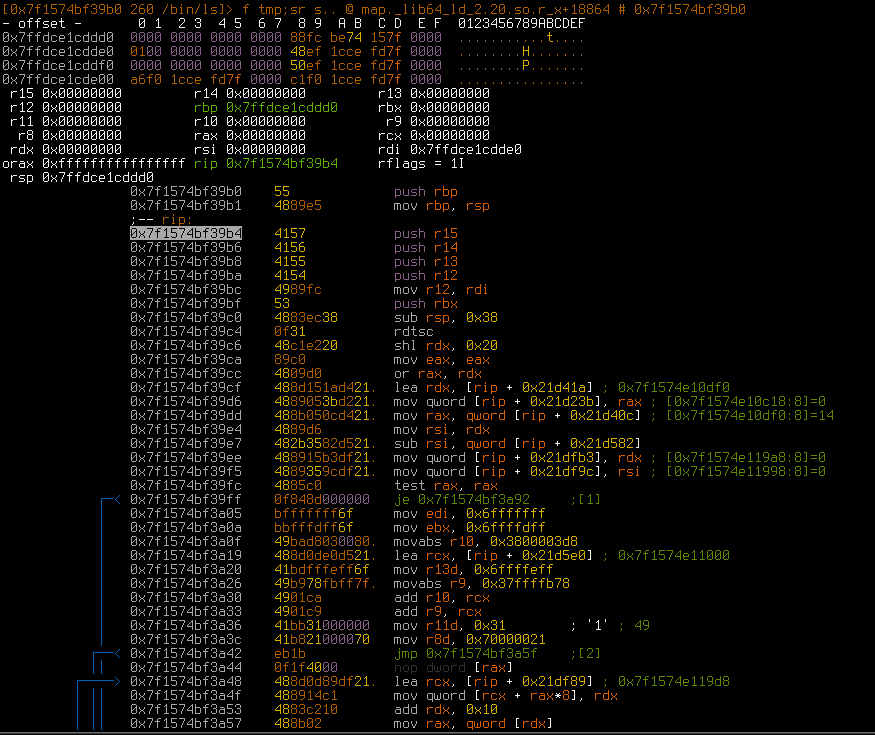 [0x7f1574bf39b0 260 /bin/ls]> f tmp;sr s.. @ map._lib64_ld_2.20.so.r_x+18864 # 0x7f1574bf39b0
- offset - 0 1 2 3 4 5 6 7 8 9 A B C D E F 0123456789ABCDEF
0x7ffdce1cddd0 0000 0000 0000 0000 88fc be74 157f 0000 ...........t....
0x7ffdce1cdde0 0100 0000 0000 0000 48ef 1cce fd7f 0000 ........H.......
0x7ffdce1cddf0 0000 0000 0000 0000 50ef 1cce fd7f 0000 ........P.......
0x7ffdce1cde00 a6f0 1cce fd7f 0000 c1f0 1cce fd7f 0000 ................
r15 0x00000000 r14 0x00000000 r13 0x00000000
r12 0x00000000 rbp 0x7ffdce1cddd0 rbx 0x00000000
r11 0x00000000 r10 0x00000000 r9 0x00000000
r8 0x00000000 rax 0x00000000 rcx 0x00000000
rdx 0x00000000 rsi 0x00000000 rdi 0x7ffdce1cdde0
orax 0xffffffffffffffff rip 0x7f1574bf39b4 rflags = 1I
rsp 0x7ffdce1cddd0
0x7f1574bf39b0 55 push rbp
0x7f1574bf39b1 4889e5 mov rbp, rsp
;-- rip:
0x7f1574bf39b4 4157 push r15
0x7f1574bf39b6 4156 push r14
0x7f1574bf39b8 4155 push r13
0x7f1574bf39ba 4154 push r12
0x7f1574bf39bc 4989fc mov r12, rdi
0x7f1574bf39bf 53 push rbx
0x7f1574bf39c0 4883ec38 sub rsp, 0x38
0x7f1574bf39c4 0f31 rdtsc
0x7f1574bf39c6 48c1e220 shl rdx, 0x20
0x7f1574bf39ca 89c0 mov eax, eax
0x7f1574bf39cc 4809d0 or rax, rdx
0x7f1574bf39cf 488d151ad421. lea rdx, [rip + 0x21d41a] ; 0x7f1574e10df0
0x7f1574bf39d6 4889053bd221. mov qword [rip + 0x21d23b], rax ; [0x7f1574e10c18:8]=0
0x7f1574bf39dd 488b050cd421. mov rax, qword [rip + 0x21d40c] ; [0x7f1574e10df0:8]=14
0x7f1574bf39e4 4889d6 mov rsi, rdx
0x7f1574bf39e7 482b3582d521. sub rsi, qword [rip + 0x21d582]
0x7f1574bf39ee 488915b3df21. mov qword [rip + 0x21dfb3], rdx ; [0x7f1574e119a8:8]=0
0x7f1574bf39f5 4889359cdf21. mov qword [rip + 0x21df9c], rsi ; [0x7f1574e11998:8]=0
0x7f1574bf39fc 4885c0 test rax, rax
0x7f1574bf39ff 0f848d000000 je 0x7f1574bf3a92 ;[1]
0x7f1574bf3a05 bfffffff6f mov edi, 0x6fffffff
0x7f1574bf3a0a bbfffdff6f mov ebx, 0x6ffffdff
0x7f1574bf3a0f 49bad8030080. movabs r10, 0x3800003d8
0x7f1574bf3a19 488d0de0d521. lea rcx, [rip + 0x21d5e0] ; 0x7f1574e11000
0x7f1574bf3a20 41bdfffeff6f mov r13d, 0x6ffffeff
0x7f1574bf3a26 49b978fbff7f. movabs r9, 0x37ffffb78
0x7f1574bf3a30 4901ca add r10, rcx
0x7f1574bf3a33 4901c9 add r9, rcx
0x7f1574bf3a36 41bb31000000 mov r11d, 0x31 ; '1' ; 49
0x7f1574bf3a3c 41b821000070 mov r8d, 0x70000021
0x7f1574bf3a42 eb1b jmp 0x7f1574bf3a5f ;[2]
0x7f1574bf3a44 0f1f4000 nop dword [rax]
0x7f1574bf3a48 488d0d89df21. lea rcx, [rip + 0x21df89] ; 0x7f1574e119d8
0x7f1574bf3a4f 488914c1 mov qword [rcx + rax*8], rdx
0x7f1574bf3a53 4883c210 add rdx, 0x10
0x7f1574bf3a57 488b02 mov rax, qword [rdx]